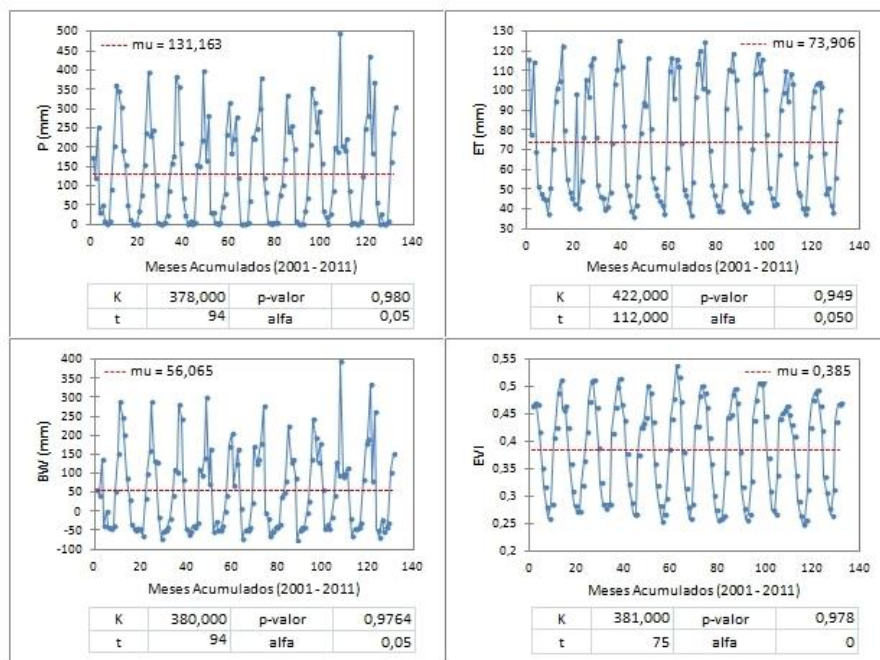 500
450
400
350
300
250
200
150
100
50
0
P (mm)
mu = 131,163
0 20 40 60 80 100 120 140
Meses Acumulados (2001 - 2011)
K 378,000 p-valor 0,980
t 94 alfa 0,05
130
120
110
100
90
80
70
60
50
40
30
ET (mm)
mu = 73,906
0 20 40 60 80 100 120 140
Meses Acumulados (2001 - 2011)
K 422,000 p-valor 0,949
t 112,000 alfa 0,050
400
350
300
250
200
150
100
50
0
-50
-100
BW (mm)
mu = 56,065
0 20 40 60 80 100 120 140
Meses Acumulados (2001 - 2011)
K 380,000 p-valor 0,9764
t 94 alfa 0,05
0,55
0,5
0,45
0,4
0,35
0,3
0,25
0,2
EVI
mu = 0,385
0 20 40 60 80 100 120 140
Meses Acumulados (2001 - 2011)
K 381,000 p-valor 0,978
t 75 alfa 0